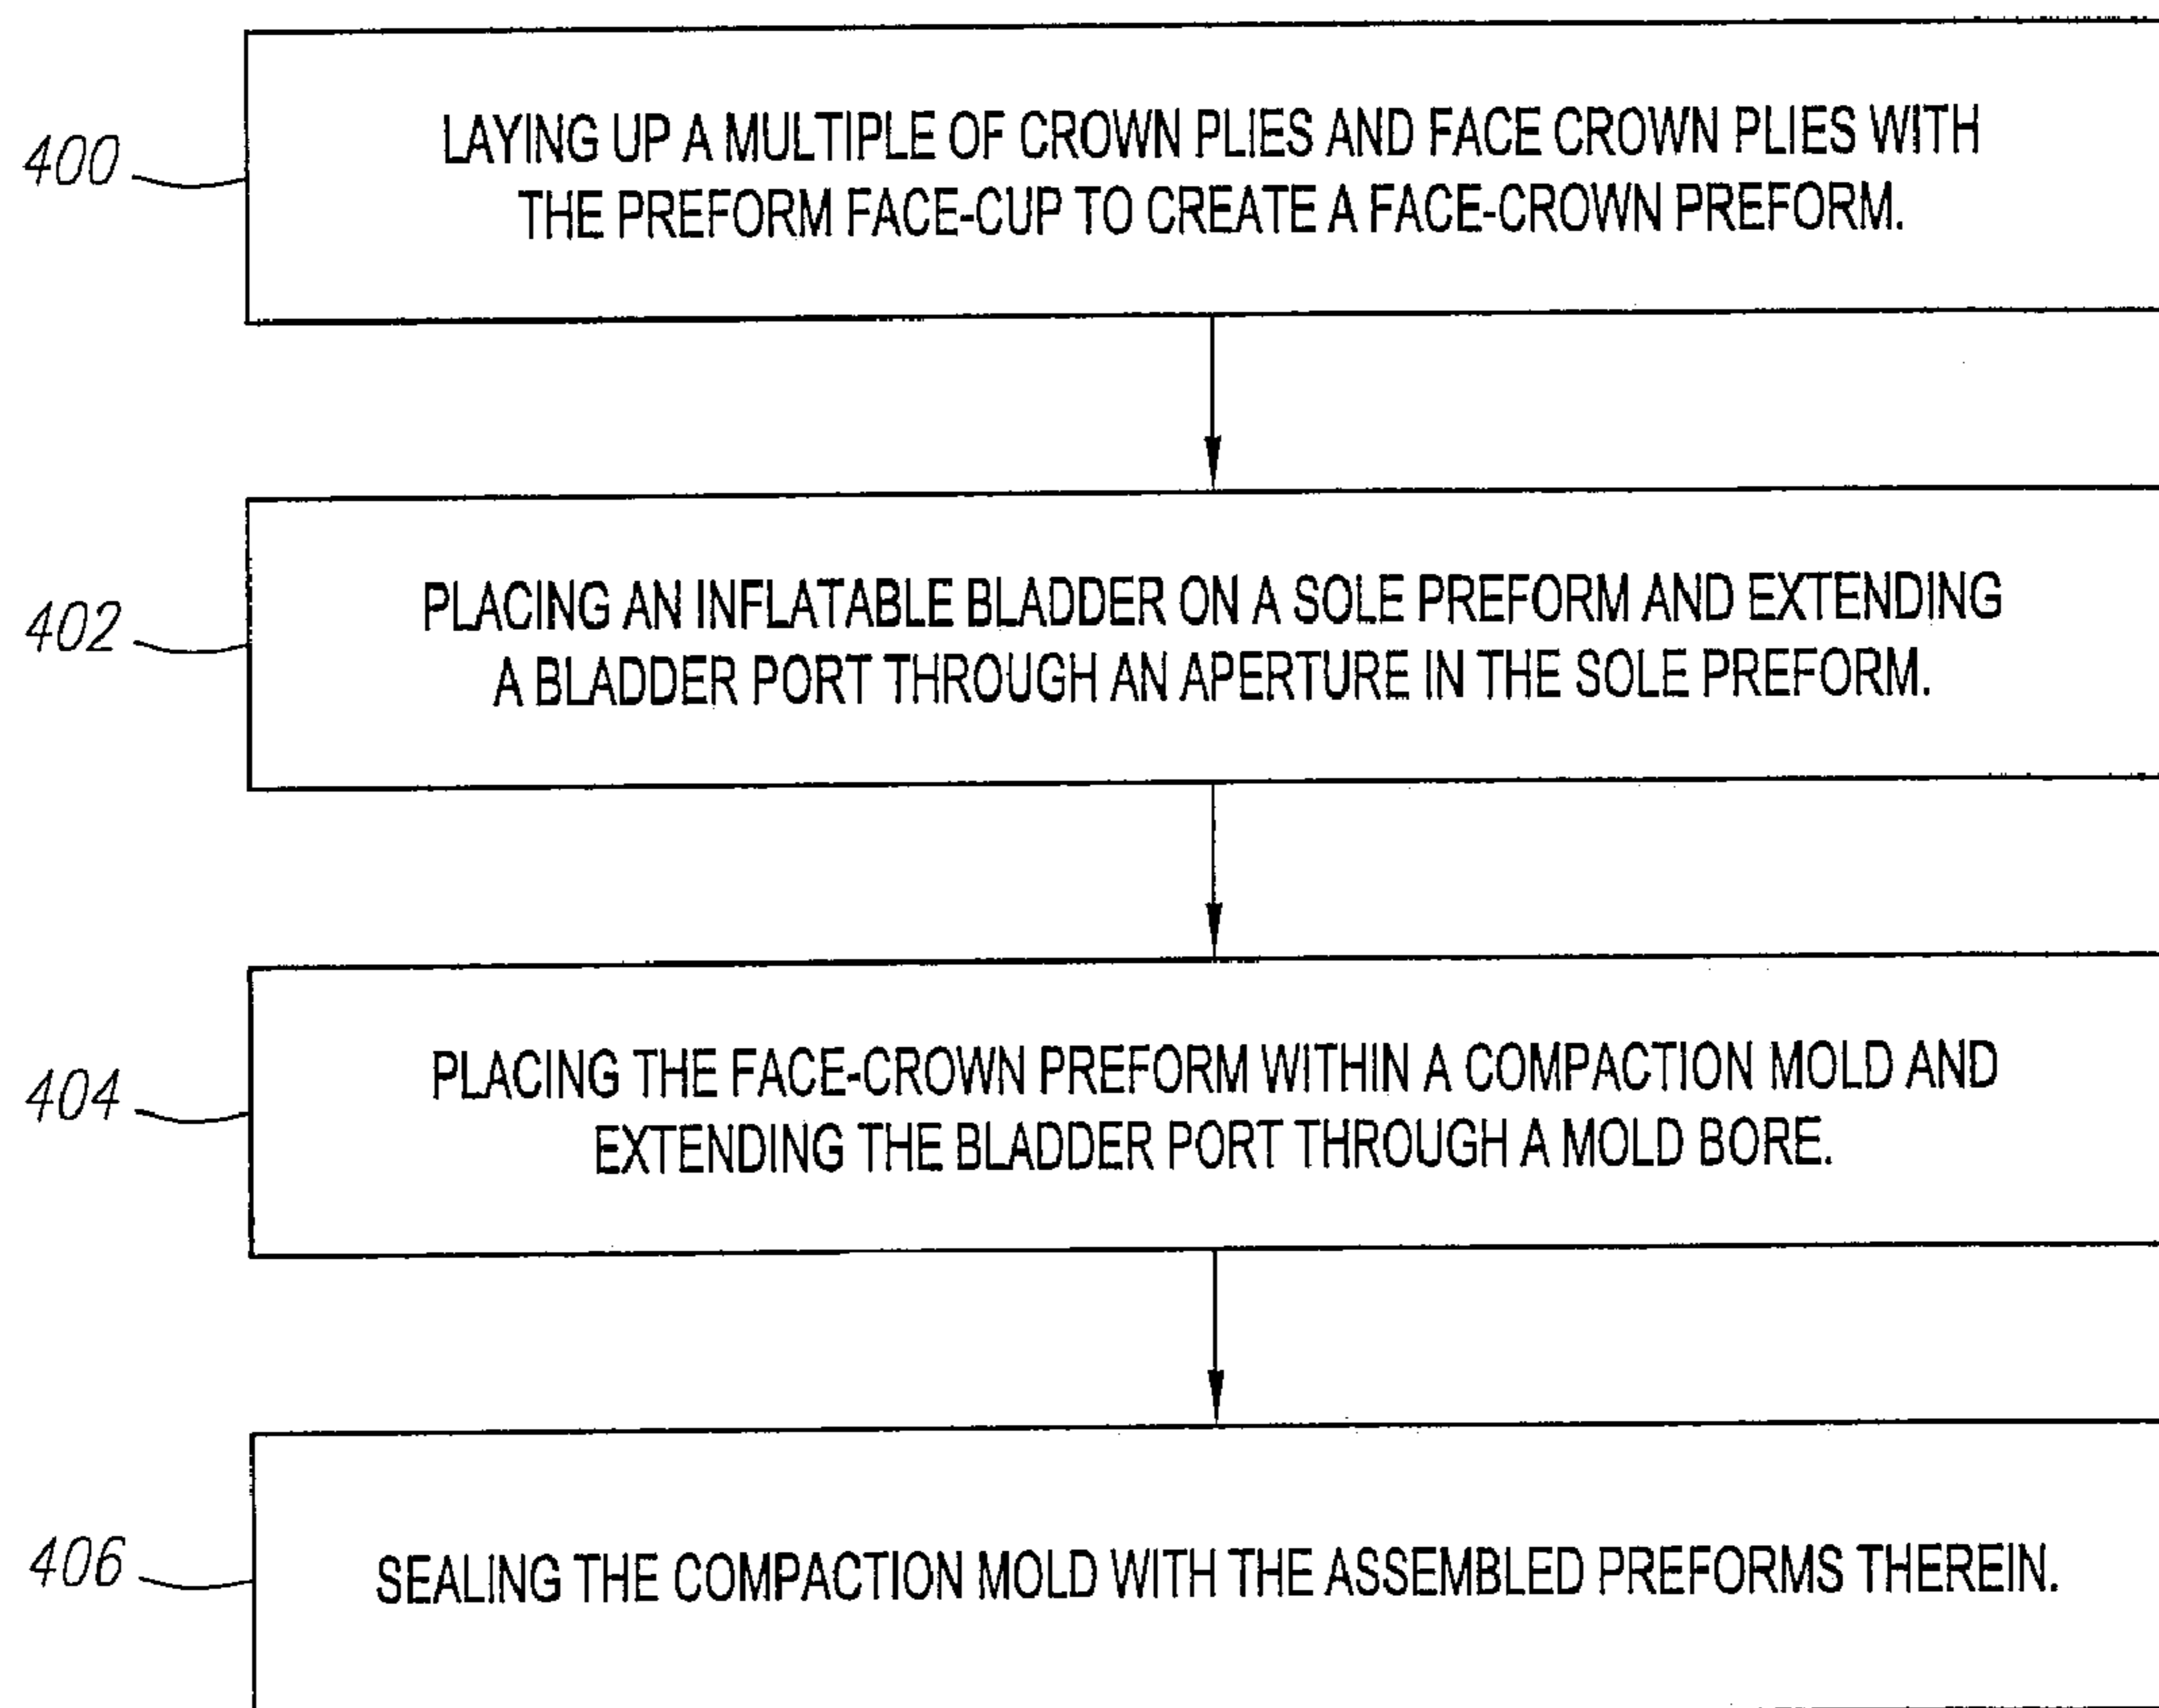 400
LAYING UP A MULTIPLE OF CROWN PLIES AND FACE CROWN PLIES WITH
THE PREFORM FACE-CUP TO CREATE A FACE-CROWN PREFORM.
402
PLACING AN INFLATABLE BLADDER ON A SOLE PREFORM AND EXTENDING
A BLADDER PORT THROUGH AN APERTURE IN THE SOLE PREFORM.
404
PLACING THE FACE-CROWN PREFORM WITHIN A COMPACTION MOLD AND
EXTENDING THE BLADDER PORT THROUGH A MOLD BORE.
406
SEALING THE COMPACTION MOLD WITH THE ASSEMBLED PREFORMS THEREIN.